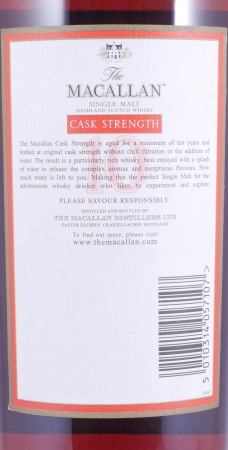 The
MACALLAN®
SINGLE MALT
HIGHLAND SCOTCH WHISKY
CASK STRENGTH
10
The Macallan Cask Strength is aged for a minimum of ten years and
bottled at original cask strength without chill filtration or the addition of
water. The result is a particularly rich whisky, best enjoyed with a splash
of water to release the complex aromas and sumptuous flavours. How
much water is left to you. Making this the perfect Single Malt for the
adventurous whisky drinker who likes to experiment and explore
PLEASE SAVOUR RESPONSIBLY
DISTILLED AND BOTTLED BY
THE MACALLAN DISTILLERS LTD
EASTER ELCHIES, CRAIGELLACHIE, SCOTLAND
To find out more, please visit
www.themacallan.com
5 010314 057107 >